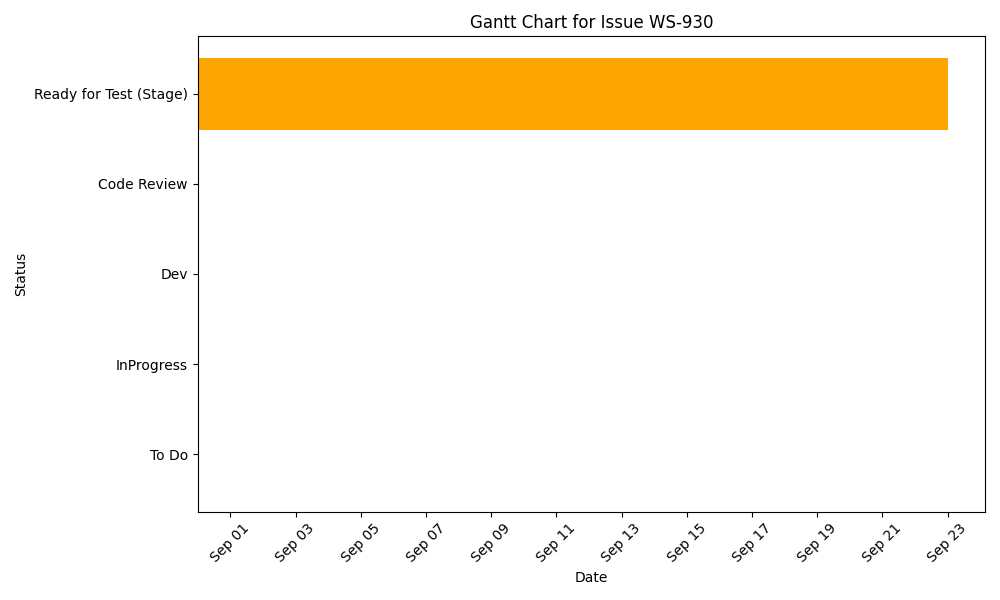 Gantt Chart for Issue WS-930
Ready for Test (Stage)
Code Review
Dev
InProgress
To Do
Status
Sep 01
Sep 03
Sep 05
Sep 07
Sep 09
Sep 11
Sep 13
Sep 15
Sep 17
Sep 19
Sep 21
Sep 23
Date